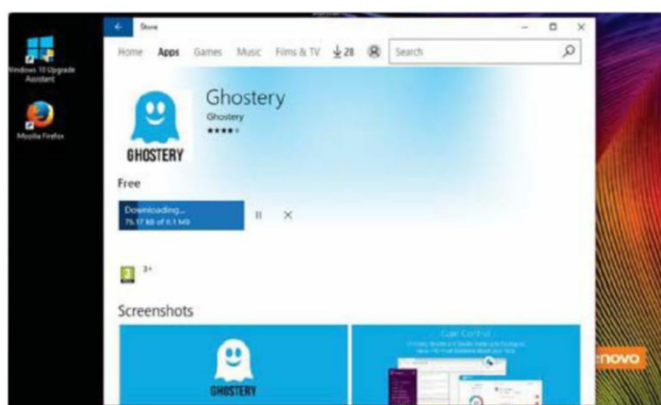 Store
Windows 10 Upgrade
Assistant
Mozilla Firefox
Home Apps Games Music Films & TV 28 Search
Ghostery
Ghostery
GHOSTERY
Free
Downloading...
75.17 kB of 6.1 MB
3
3+
Screenshots
GHOSTERY
Gain Control
novo